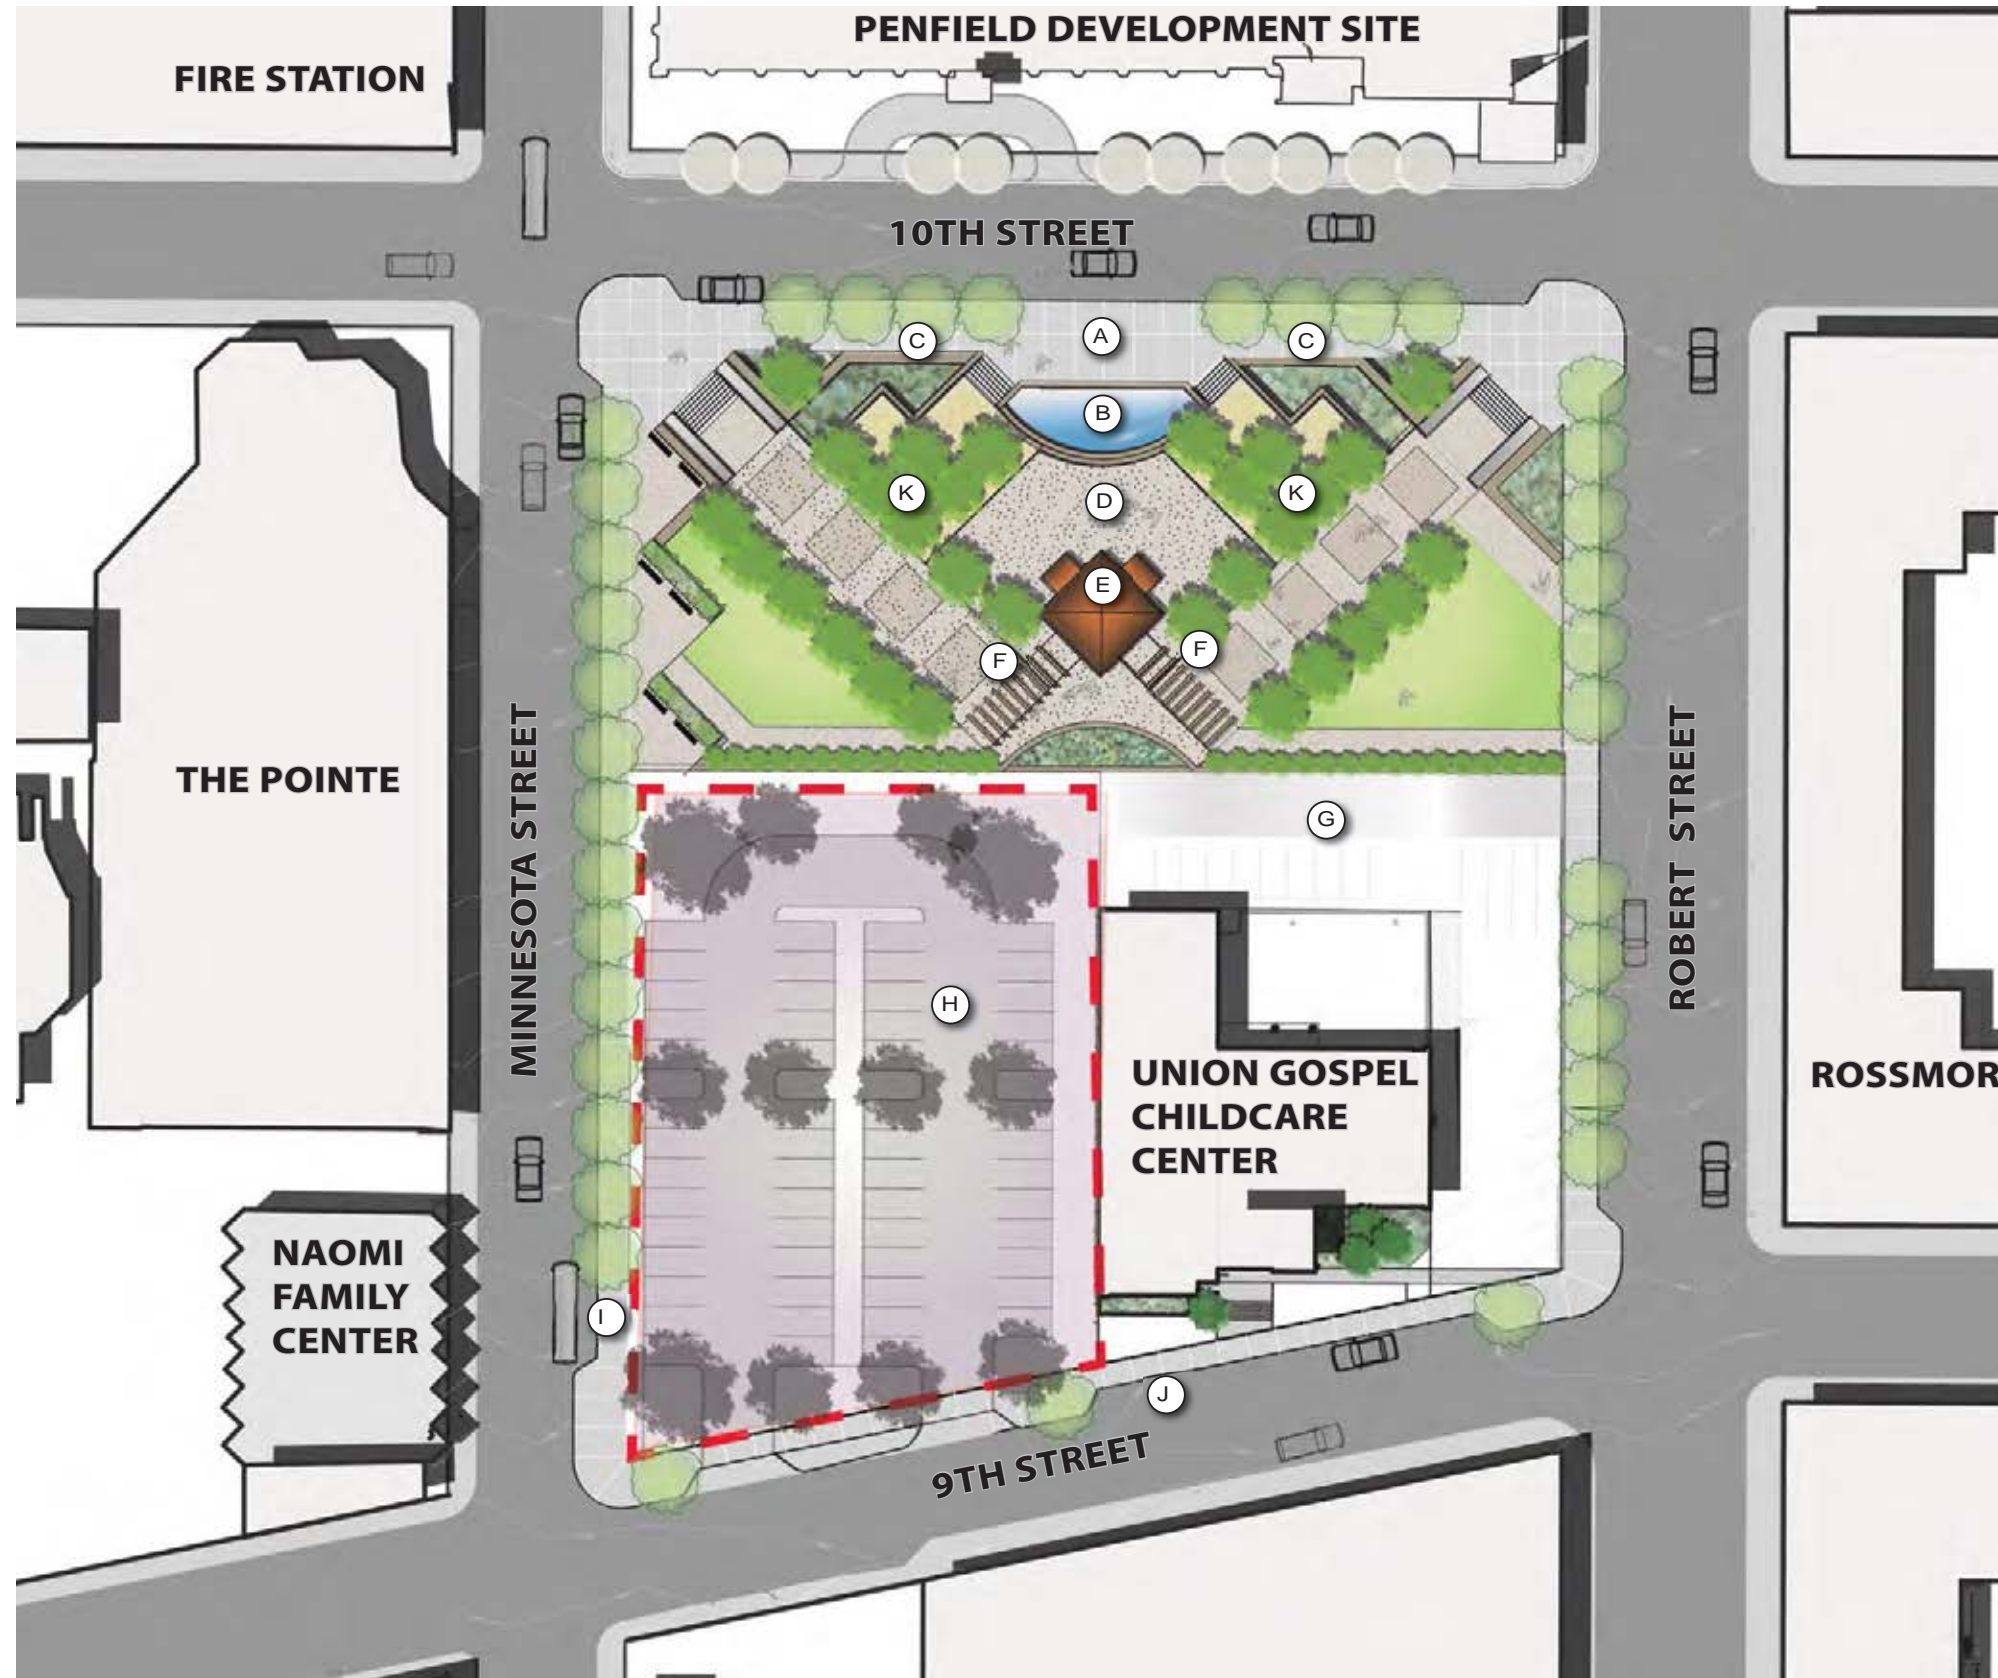 PENFIELD DEVELOPMENT SITE
FIRE STATION
10TH STREET
A
C
C
B
K
D
K
E
F
F
MINNESOTA STREET
ROBERT STREET
THE POINTE
G
H
UNION GOSPEL
CHILDCARE
CENTER
ROSSMOR
NAOMI
FAMILY
CENTER
I
J
9TH STREET